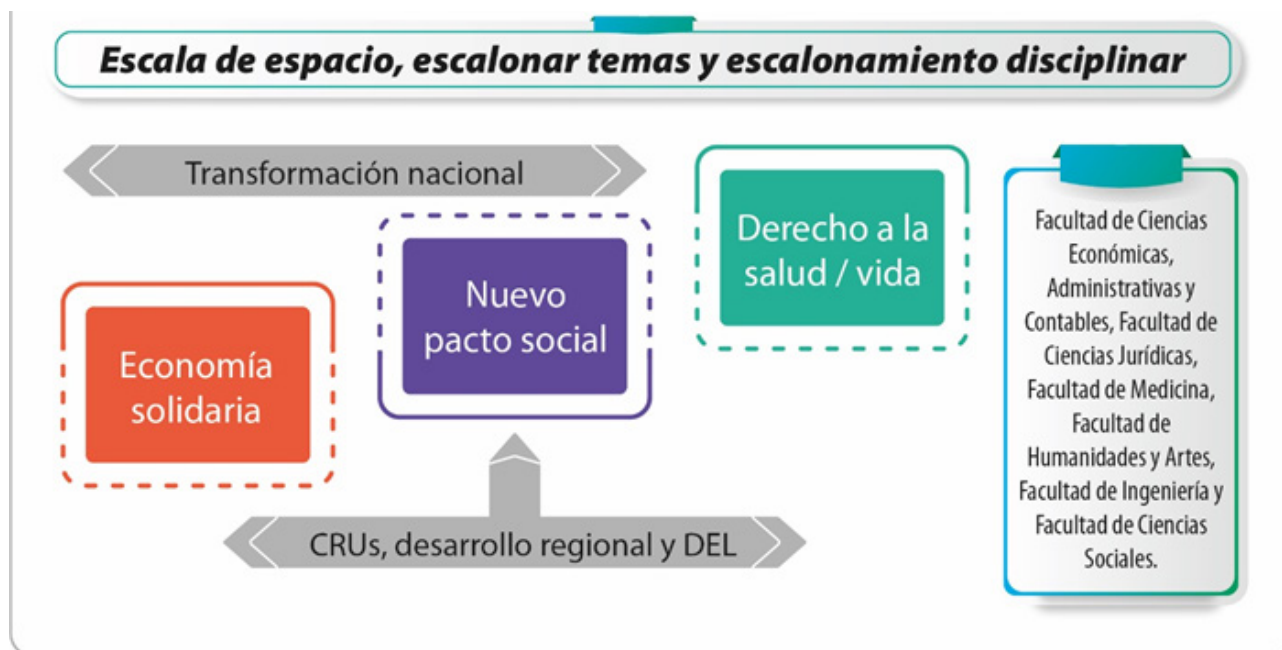 Escala de espacio, escalonar temas y escalonamiento disciplinar
Transformación nacional
Economía
solidaria
Nuevo
pacto social
Derecho a la
salud / vida
CRUs, desarrollo regional y DEL
Facultad de Ciencias
Económicas,
Administrativas y
Contables, Facultad de
Ciencias Jurídicas,
Facultad de Medicina,
Facultad de
Humanidades y Artes,
Facultad de Ingeniería y
Facultad de Ciencias
Sociales.